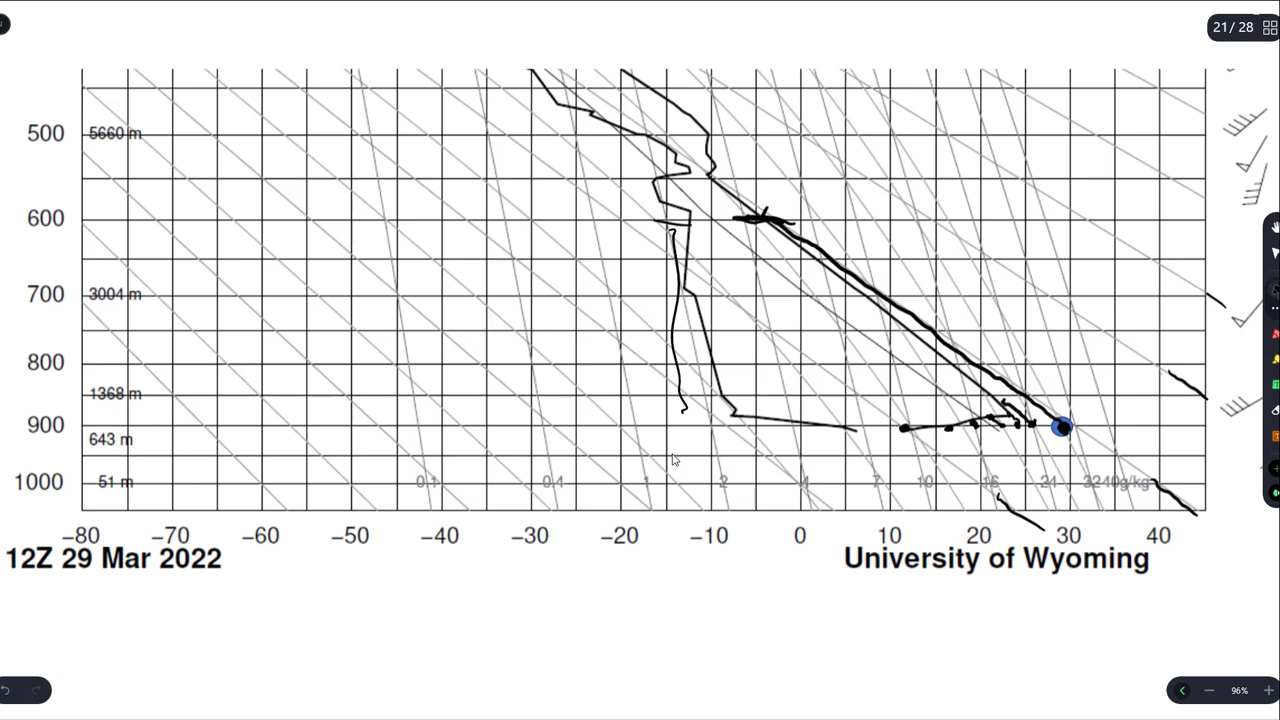 21/ 28
500 5660 m
600
700 3004 m
800
1368 m
900
643 m
1000 51 m 0.1 0.4 1 2 4 7 10 16 24 32 40g/kg
−80 −70 −60 −50 −40 −30 −20 −10 0 10 20 30 40
12Z 29 Mar 2022 University of Wyoming
96%